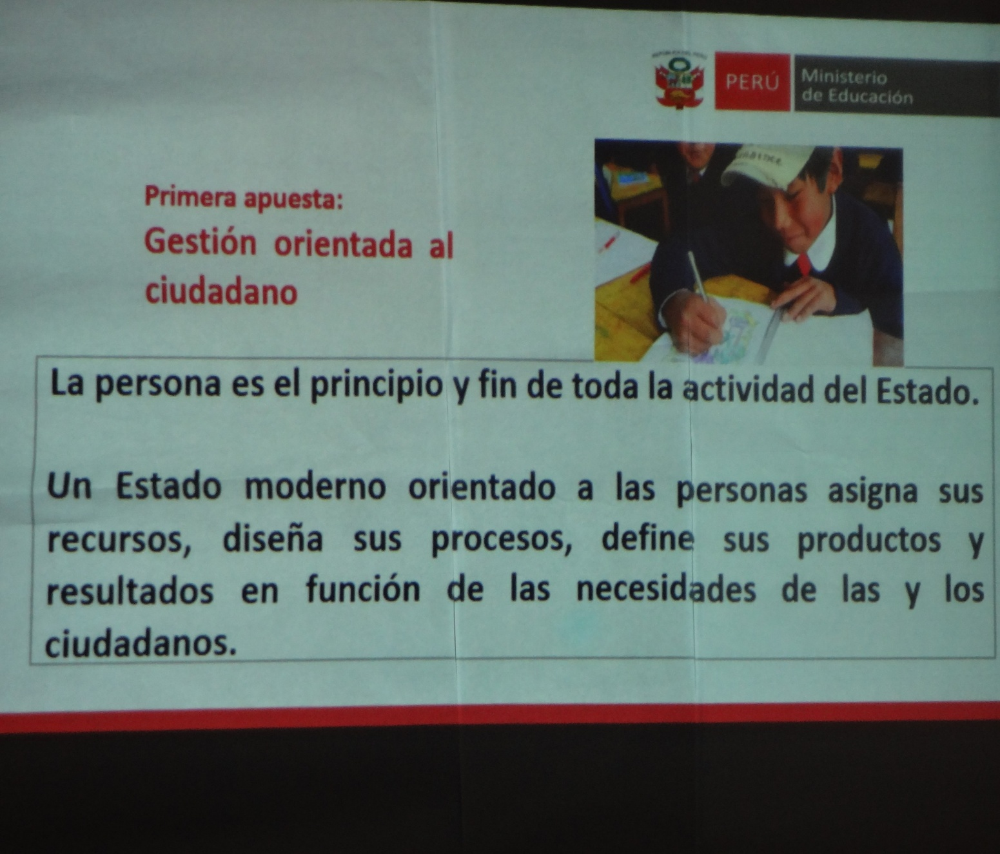 PERÚ
Ministerio
de Educación
Primera apuesta:
Gestión orientada al
ciudadano
La persona es el principio y fin de toda la actividad del Estado.
Un Estado moderno orientado a las personas asigna sus
recursos, diseña sus procesos, define sus productos y
resultados en función de las necesidades de las y los
ciudadanos.